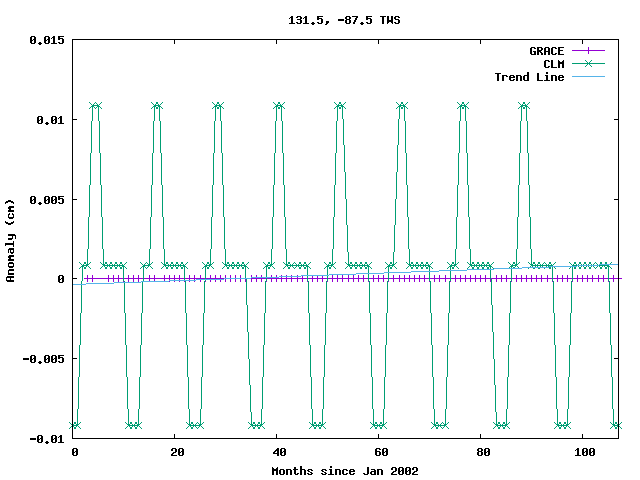 131.5, -87.5 TWS
GRACE
CLM
Trend Line
0.015
0.01
0.005
0
-0.005
-0.01
Anomaly (cm)
0 20 40 60 80 100
Months since Jan 2002